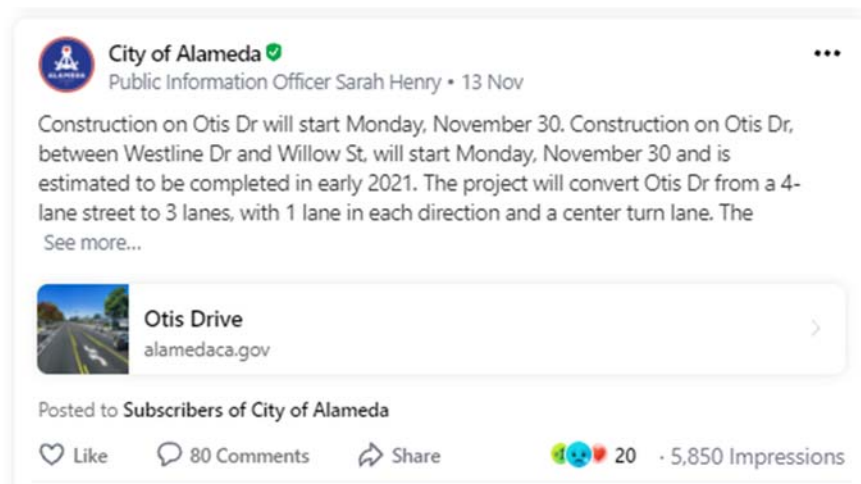 City of Alameda
Public Information Officer Sarah Henry • 13 Nov
Construction on Otis Dr will start Monday, November 30. Construction on Otis Dr,
between Westline Dr and Willow St, will start Monday, November 30 and is
estimated to be completed in early 2021. The project will convert Otis Dr from a 4-
lane street to 3 lanes, with 1 lane in each direction and a center turn lane. The
See more...
Otis Drive
alamedaca.gov
Posted to Subscribers of City of Alameda
Like 80 Comments Share 20 · 5,850 Impressions
ALAMEDA